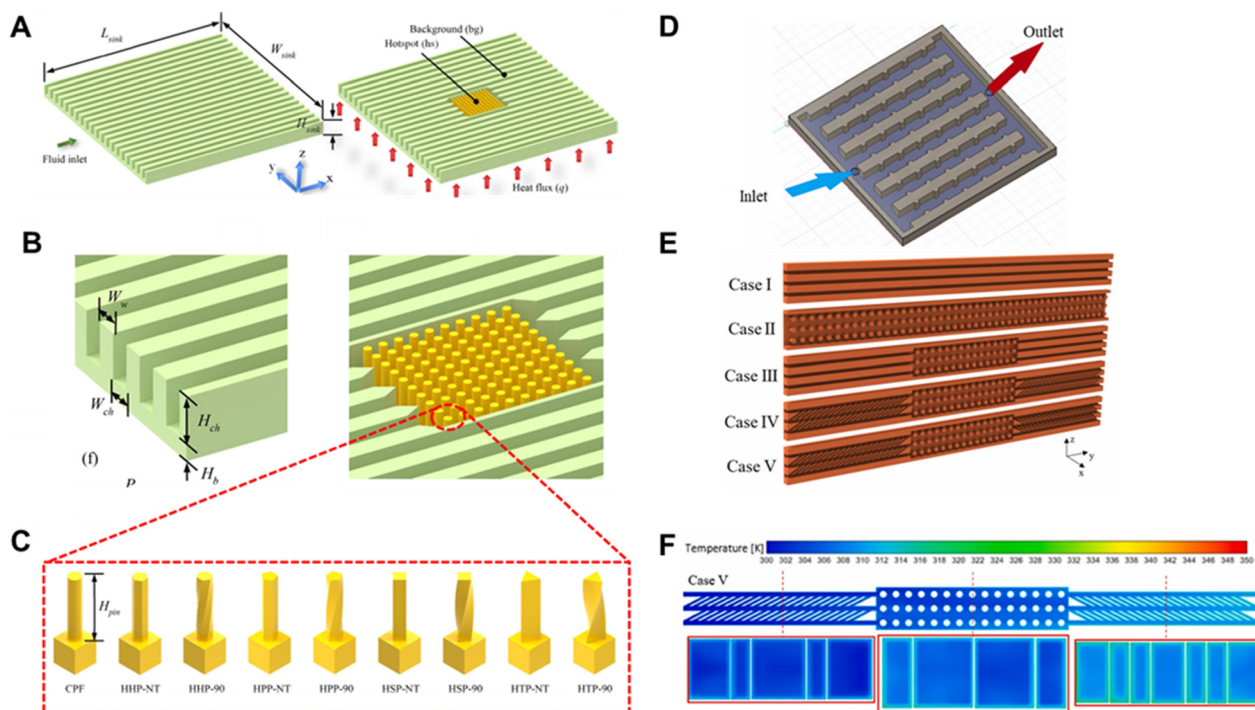 A
L sink
W sink
H sink
Background (bg)
Hotspot (hs)
Fluid inlet
z
y
x
Heat flux (q)
B
W w
W ch
H ch
H b
(f)
C
H pin
CPF
HHP-NT
HHP-90
HPP-NT
HPP-90
HSP-NT
HSP-90
HTP-NT
HTP-90
D
Outlet
Inlet
E
Case I
Case II
Case III
Case IV
Case V
z
y
x
F
Temperature [K]
300 302 304 306 308 310 312 314 316 318 320 322 324 326 328 330 332 334 336 338 340 342 344 346 348 350
Case V